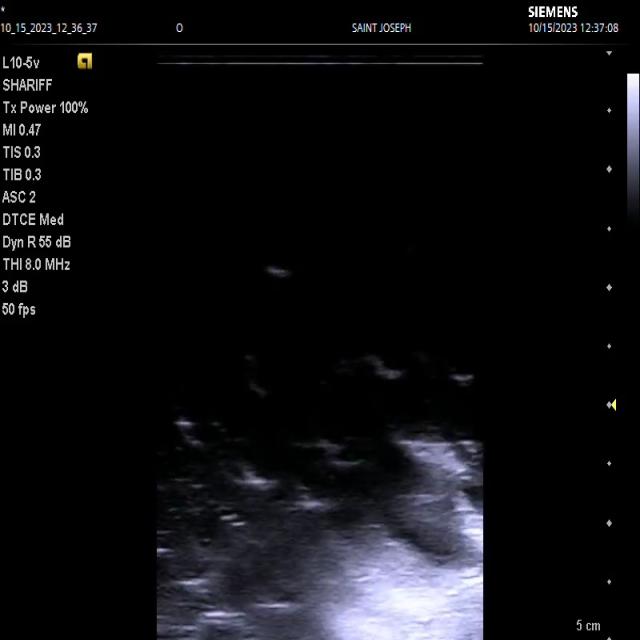 SIEMENS
10_15_2023_12_36_37 O SAINT JOSEPH 10/15/2023 12:37:08
L10-5v
SHARIFF
Tx Power 100%
MI 0.47
TIS 0.3
TIB 0.3
ASC 2
DTCE Med
Dyn R 55 dB
THI 8.0 MHz
3 dB
50 fps
5 cm